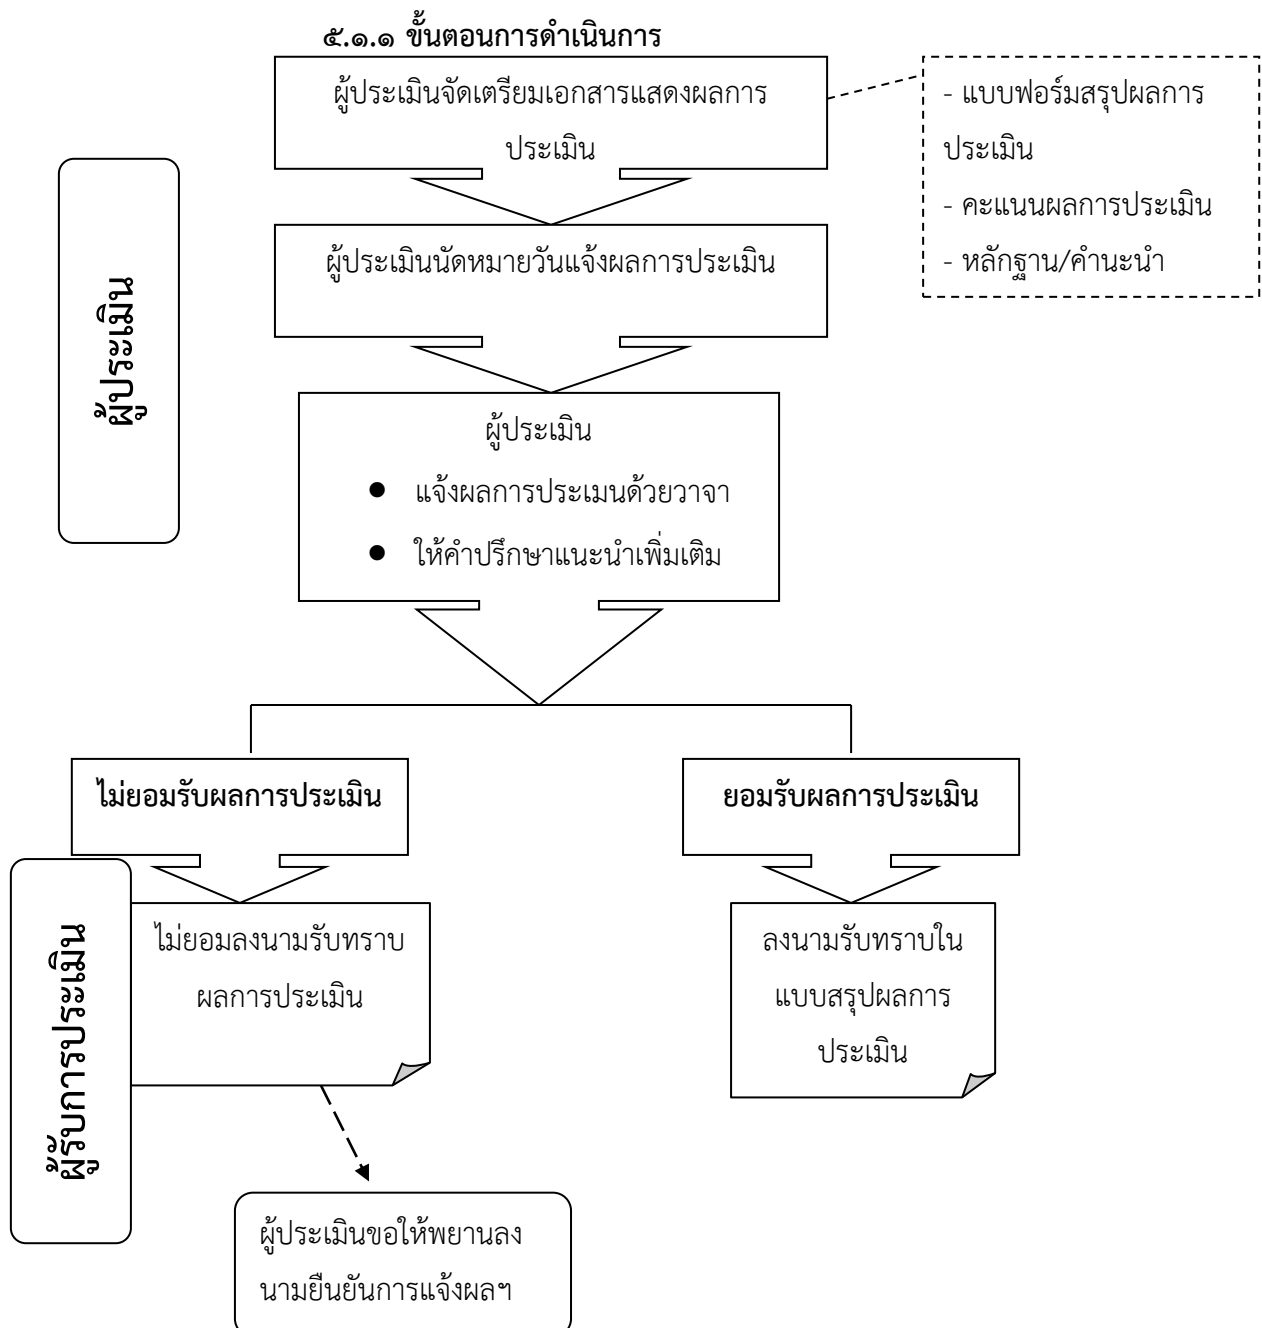 ๕.๑.๑ ขั้นตอนการดำเนินการ
ผู้ประเมินจัดเตรียมเอกสารแสดงผลการ
ประเมิน
- แบบฟอร์มสรุปผลการ
ประเมิน
- คะแนนผลการประเมิน
- หลักฐาน/คำนะนำ
ผู้ประเมินนัดหมายวันแจ้งผลการประเมิน
ผู้ประเมิน
ผู้ประเมิน
● แจ้งผลการประเมนด้วยวาจา
● ให้คำปรึกษาแนะนำเพิ่มเติม
ไม่ยอมรับผลการประเมิน
ยอมรับผลการประเมิน
ผู้รับการประเมิน
ไม่ยอมลงนามรับทราบ
ผลการประเมิน
ลงนามรับทราบใน
แบบสรุปผลการ
ประเมิน
ผู้ประเมินขอให้พยานลง
นามยืนยันการแจ้งผลฯ